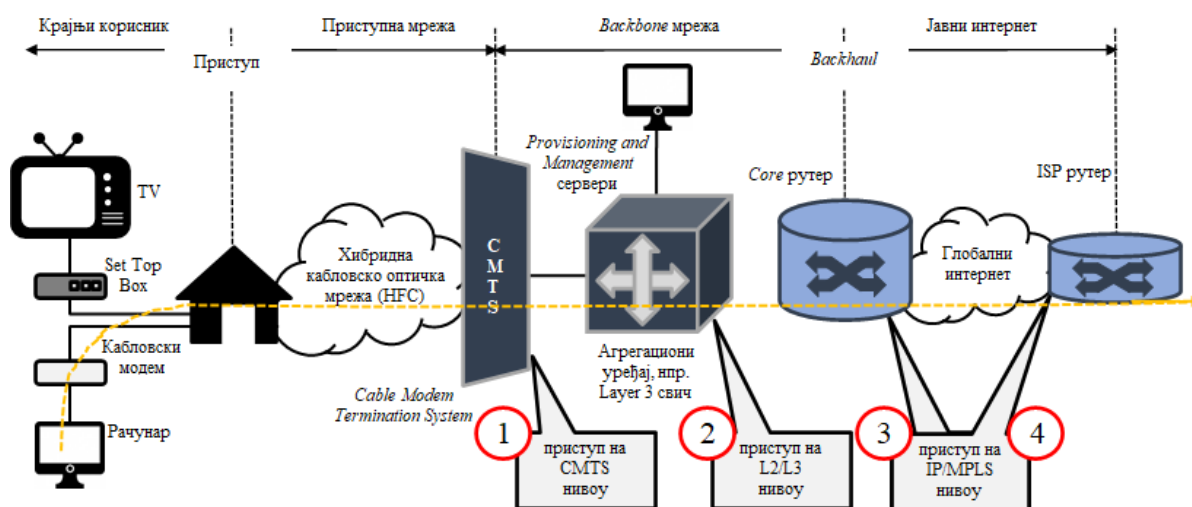 Крајњи корисник
Приступна мрежа
Backbone мрежа
Јавни интернет
Приступ
Backhaul
Provisioning and
Management
сервери
Core рутер
ISP рутер
TV
Set Top
Box
Хибридна
кабловско оптичка
мрежа (HFC)
C
M
T
S
Глобални
интернет
Кабловски
модем
Рачунар
Cable Modem
Termination System
Агрегациони
уређај, нпр.
Layer 3 свич
1
приступ на
CMTS
нивоу
2
приступ на
L2/L3
нивоу
3
4
приступ на
IP/MPLS
нивоу